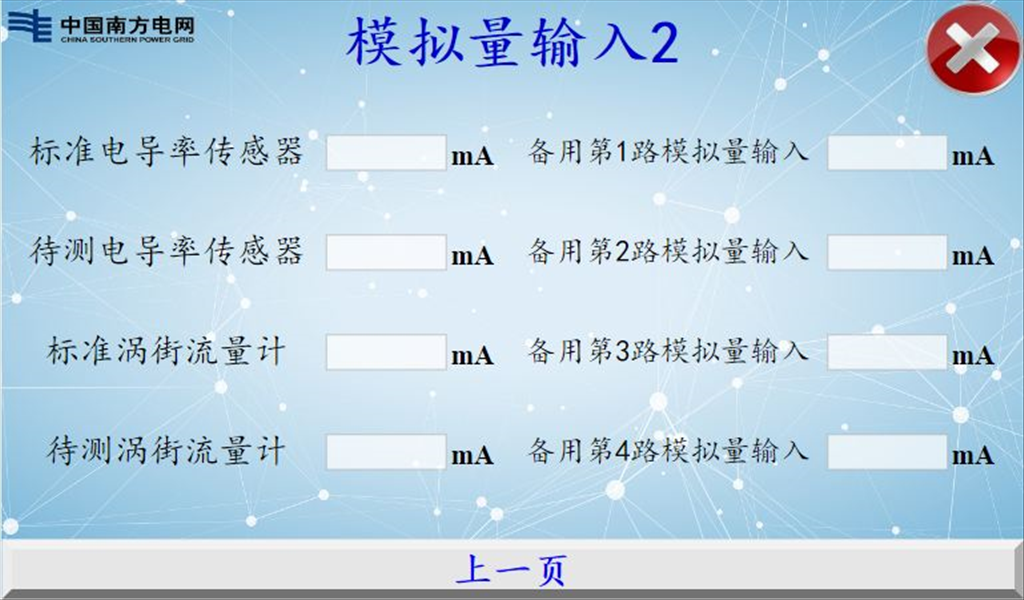 中国南方电网
CHINA SOUTHERN POWER GRID
模拟量输入2
标准电导率传感器 mA 备用第1路模拟量输入 mA
待测电导率传感器 mA 备用第2路模拟量输入 mA
标准涡街流量计 mA 备用第3路模拟量输入 mA
待测涡街流量计 mA 备用第4路模拟量输入 mA
上一页